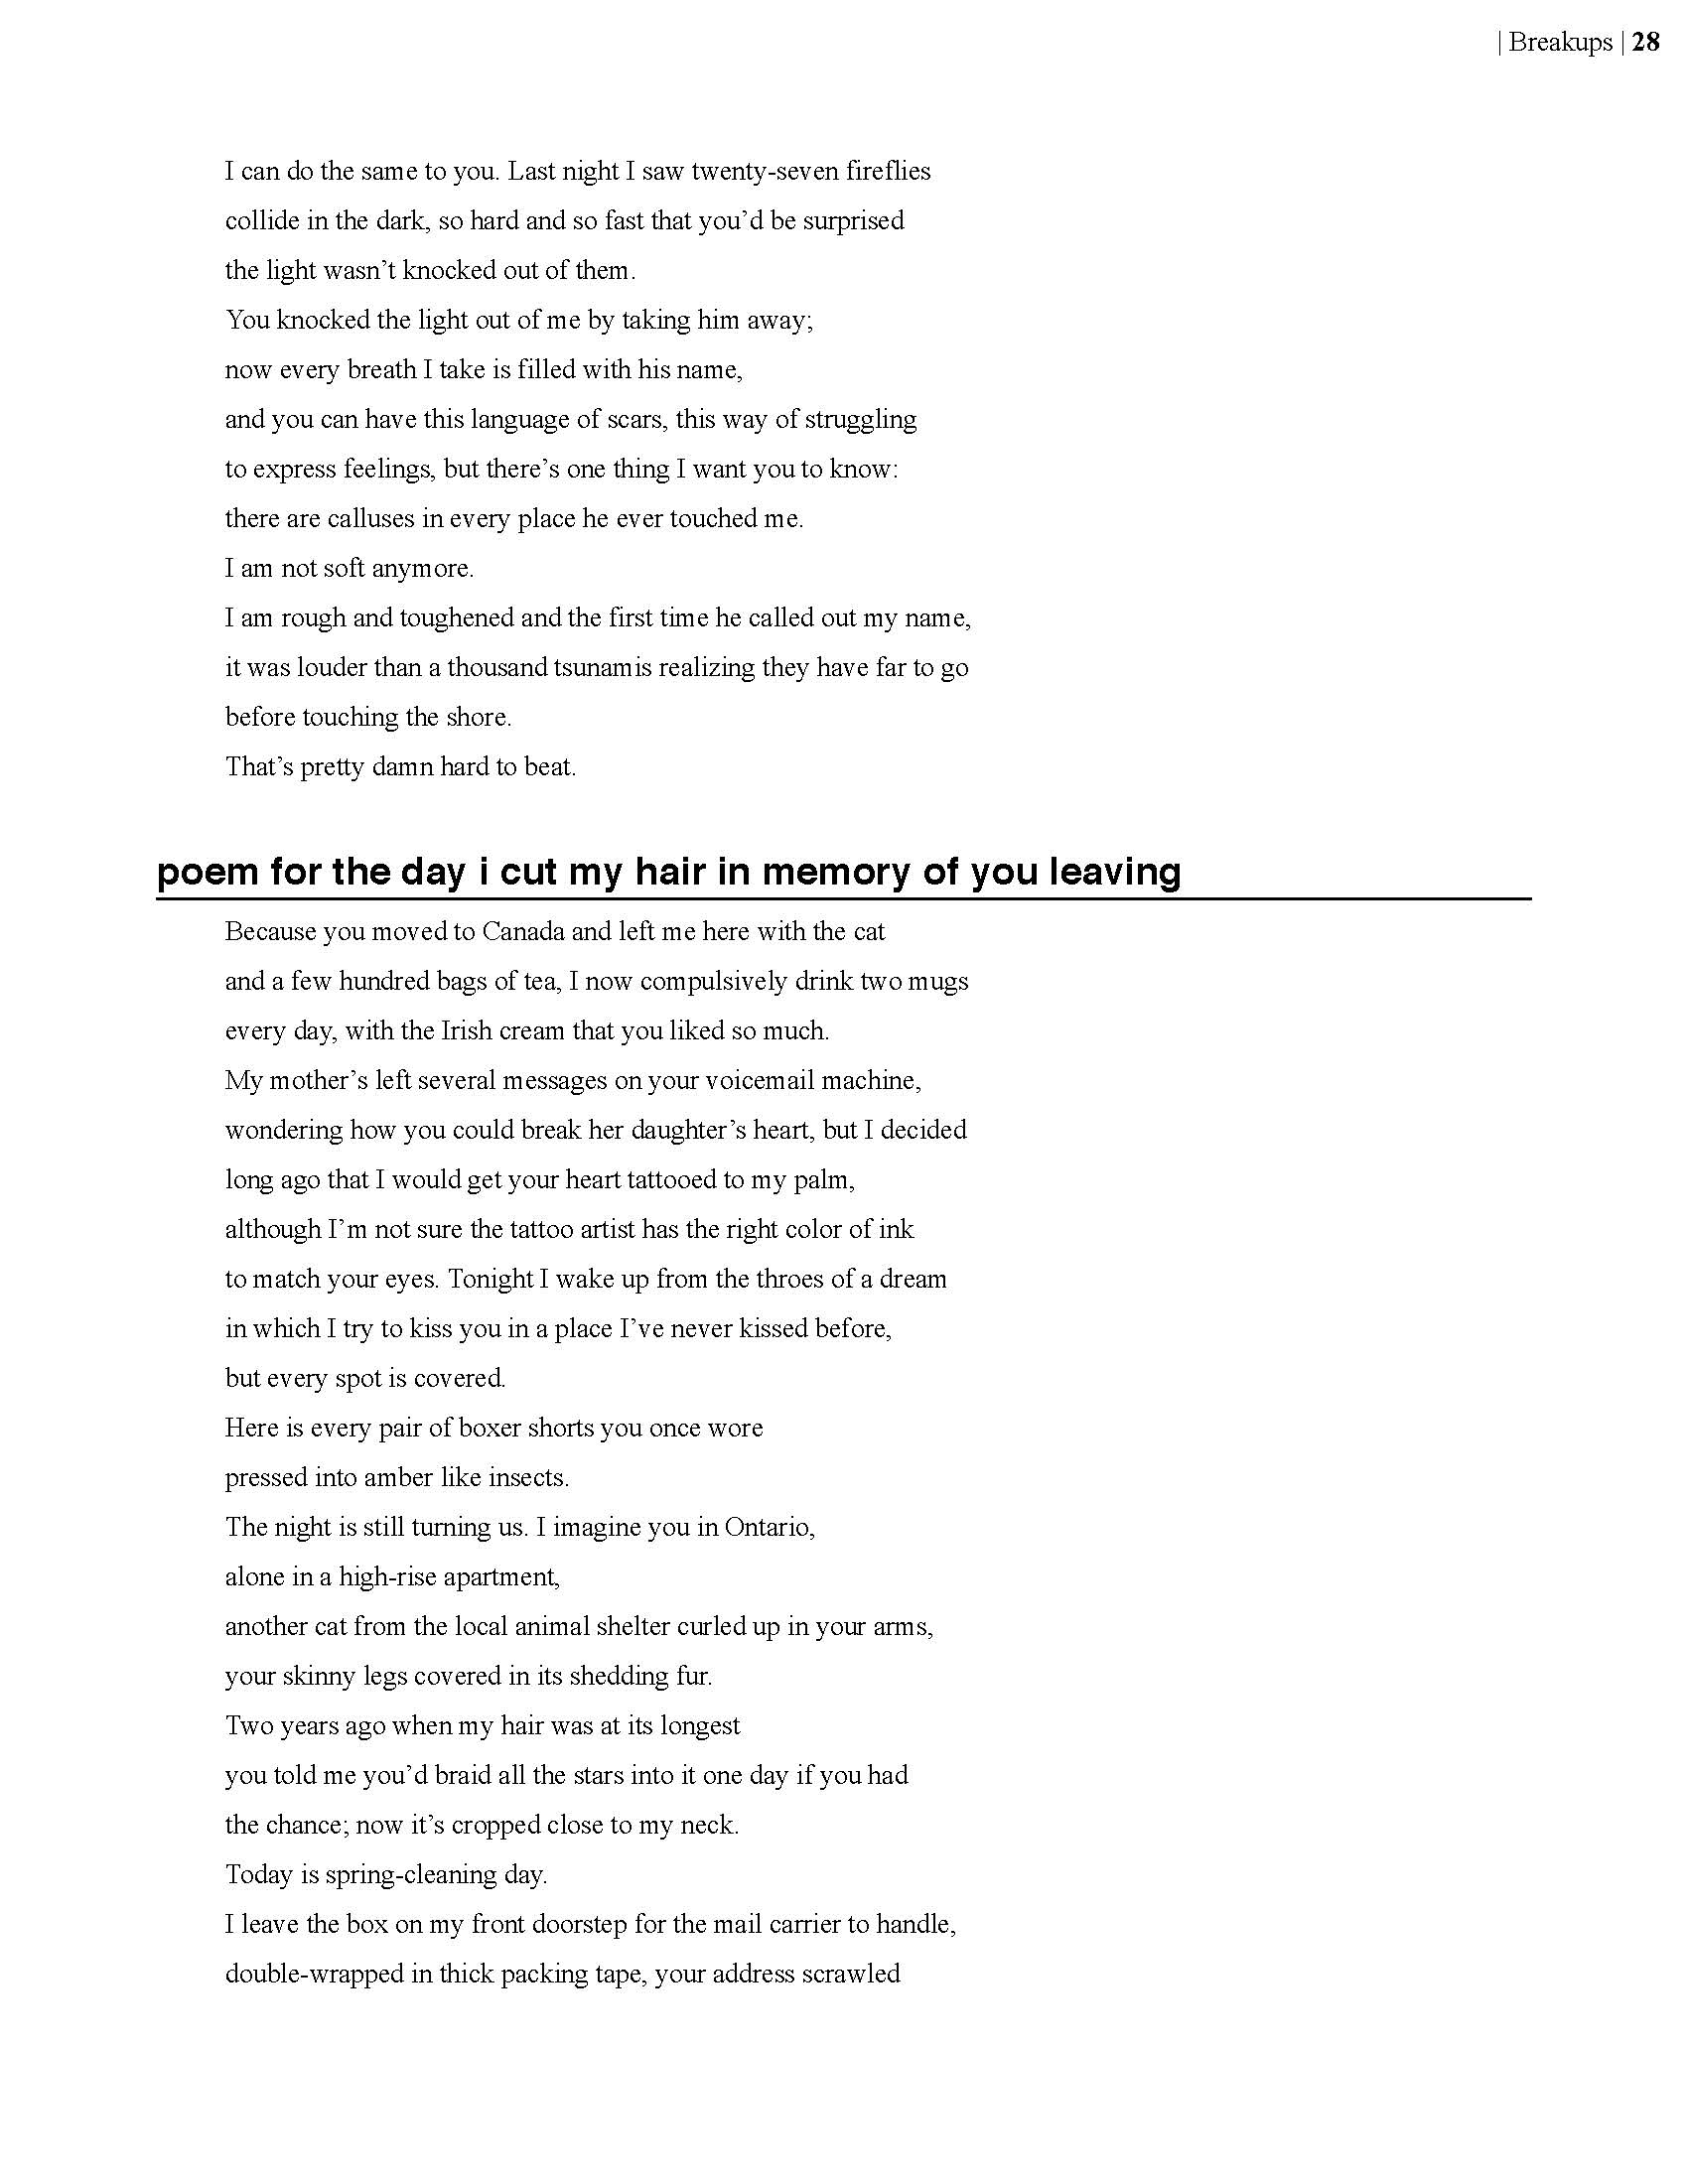 | Breakups | 28
I can do the same to you. Last night I saw twenty-seven fireflies
collide in the dark, so hard and so fast that you’d be surprised
the light wasn’t knocked out of them.
You knocked the light out of me by taking him away;
now every breath I take is filled with his name,
and you can have this language of scars, this way of struggling
to express feelings, but there’s one thing I want you to know:
there are calluses in every place he ever touched me.
I am not soft anymore.
I am rough and toughened and the first time he called out my name,
it was louder than a thousand tsunamis realizing they have far to go
before touching the shore.
That’s pretty damn hard to beat.
poem for the day i cut my hair in memory of you leaving
Because you moved to Canada and left me here with the cat
and a few hundred bags of tea, I now compulsively drink two mugs
every day, with the Irish cream that you liked so much.
My mother’s left several messages on your voicemail machine,
wondering how you could break her daughter’s heart, but I decided
long ago that I would get your heart tattooed to my palm,
although I’m not sure the tattoo artist has the right color of ink
to match your eyes. Tonight I wake up from the throes of a dream
in which I try to kiss you in a place I’ve never kissed before,
but every spot is covered.
Here is every pair of boxer shorts you once wore
pressed into amber like insects.
The night is still turning us. I imagine you in Ontario,
alone in a high-rise apartment,
another cat from the local animal shelter curled up in your arms,
your skinny legs covered in its shedding fur.
Two years ago when my hair was at its longest
you told me you’d braid all the stars into it one day if you had
the chance; now it’s cropped close to my neck.
Today is spring-cleaning day.
I leave the box on my front doorstep for the mail carrier to handle,
double-wrapped in thick packing tape, your address scrawled